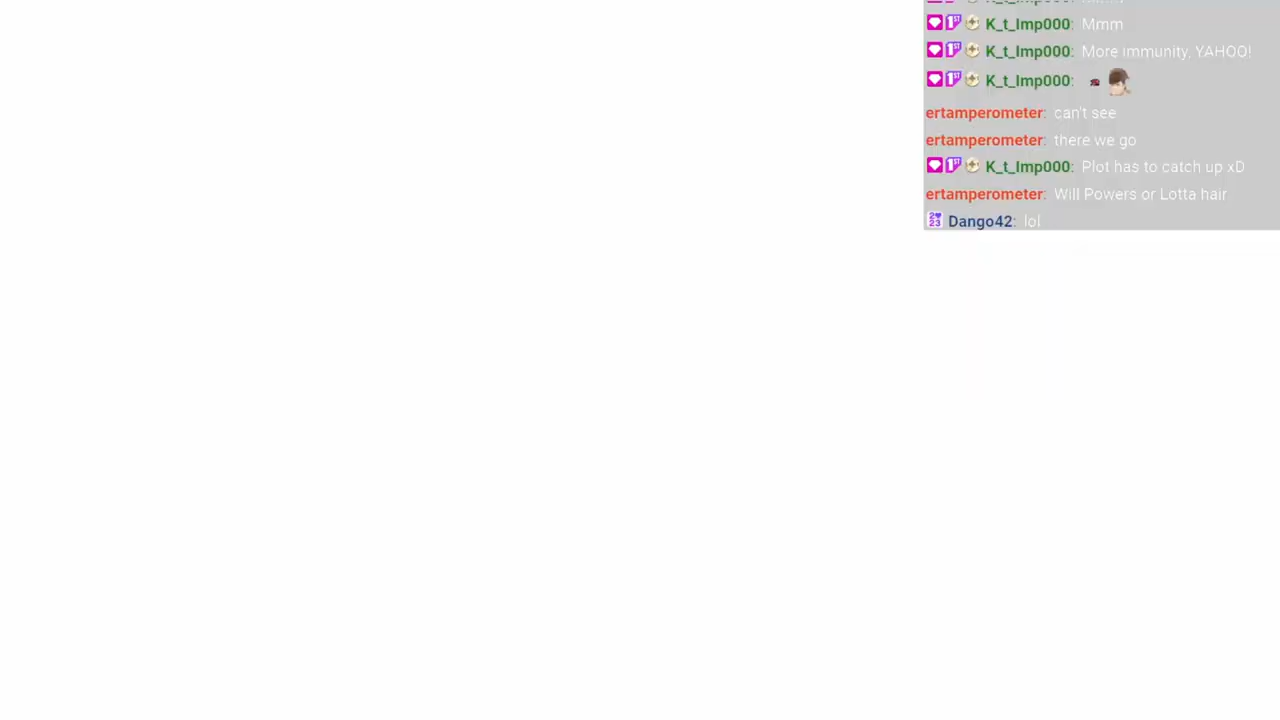 K_t_Imp000: Mmm
K_t_Imp000: More immunity, YAHOO!
K_t_Imp000:
ertamperometer: can't see
ertamperometer: there we go
K_t_Imp000: Plot has to catch up xD
ertamperometer: Will Powers or Lotta hair
Dango42: lol